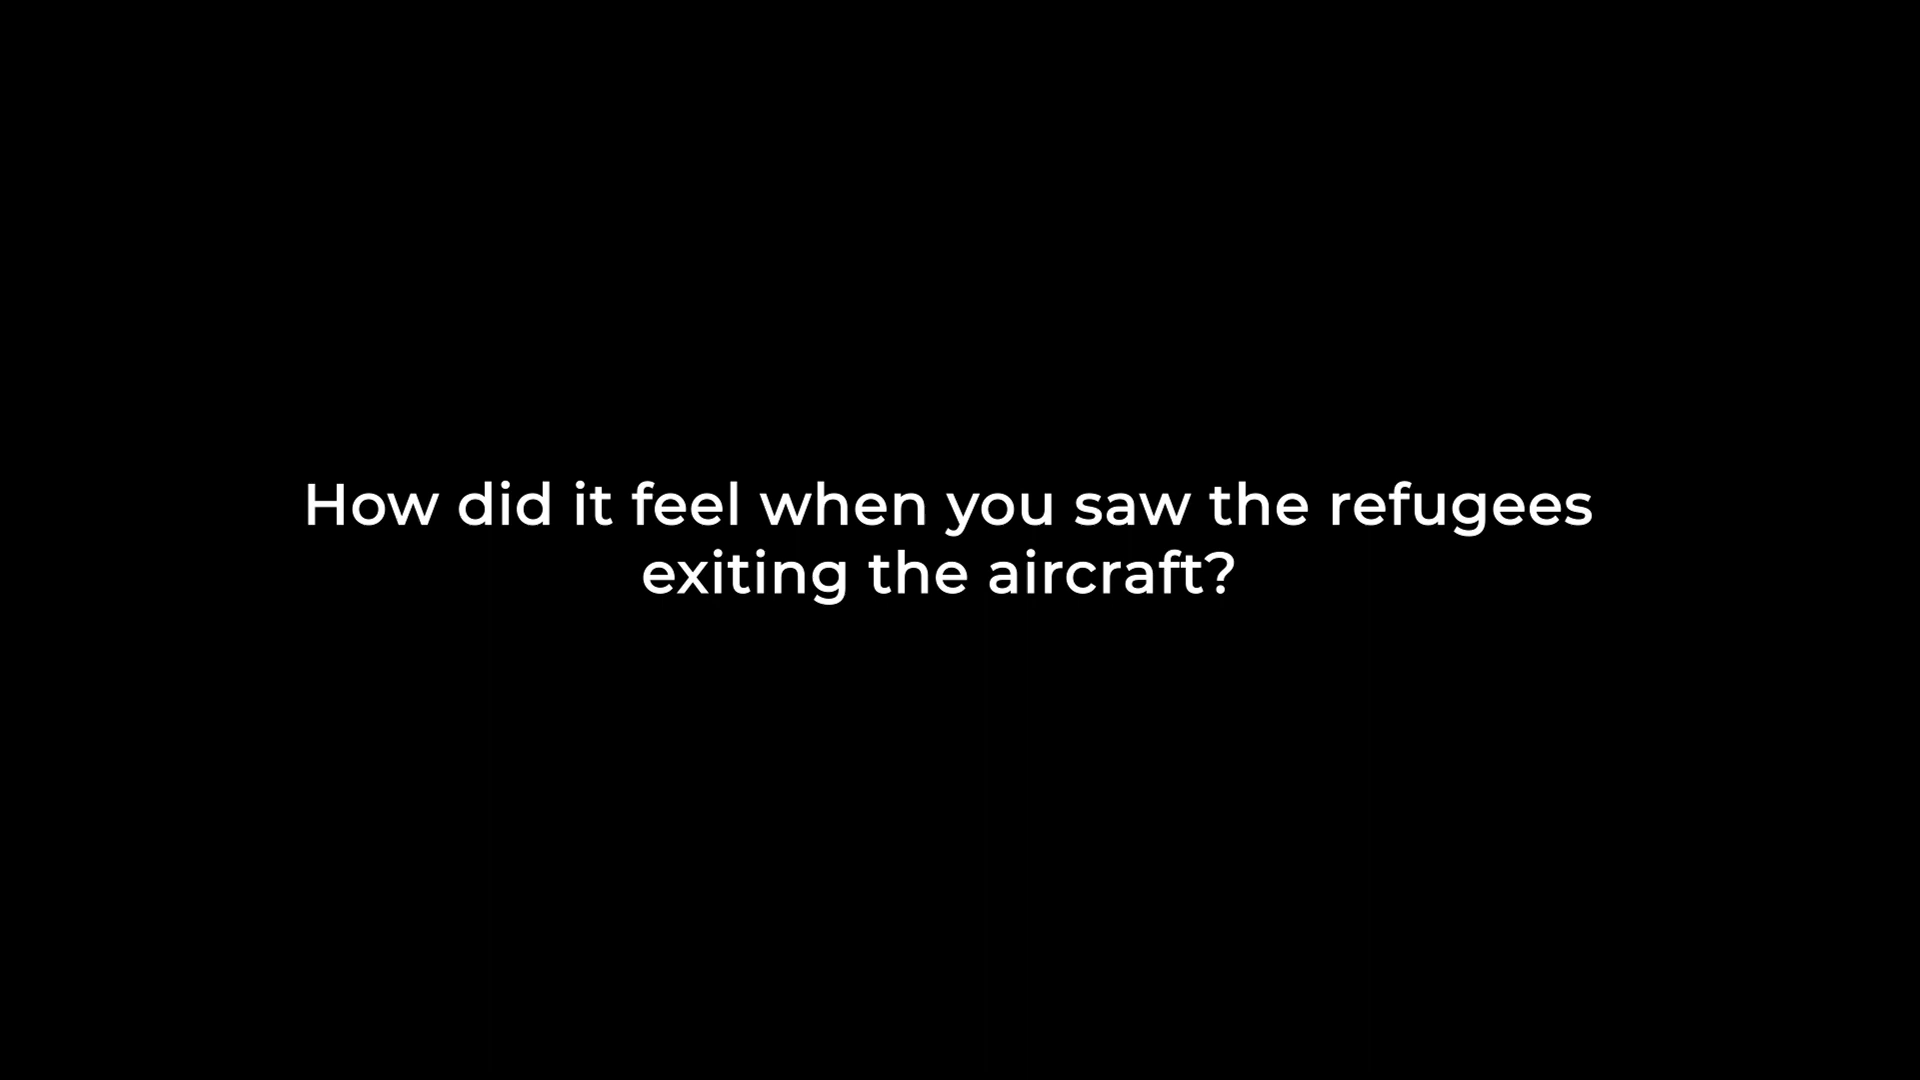 How did it feel when you saw the refugees
exiting the aircraft?